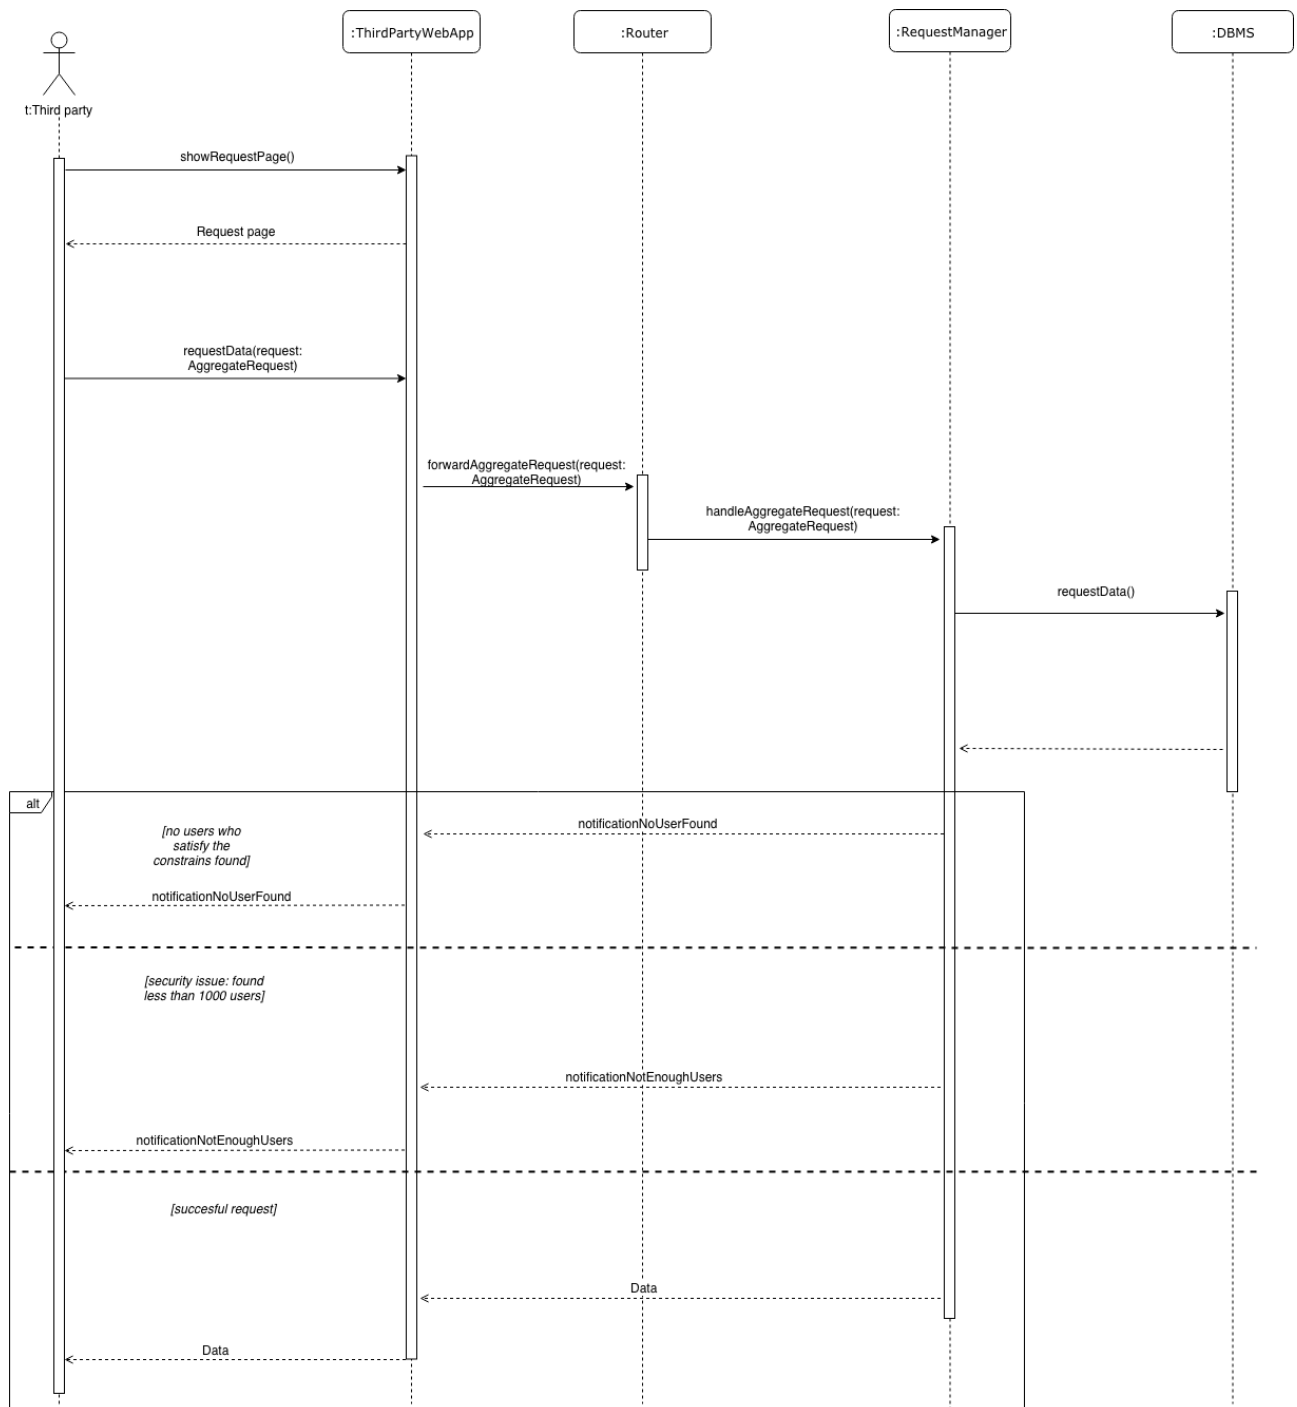 :ThirdPartyWebApp
:Router
:RequestManager
:DBMS
t:Third party
showRequestPage()
Request page
requestData(request:
AggregateRequest)
forwardAggregateRequest(request:
AggregateRequest)
handleAggregateRequest(request:
AggregateRequest)
requestData()
alt
notificationNoUserFound
[no users who
satisfy the
constrains found]
notificationNoUserFound
[security issue: found
less than 1000 users]
notificationNotEnoughUsers
notificationNotEnoughUsers
[succesful request]
Data
Data